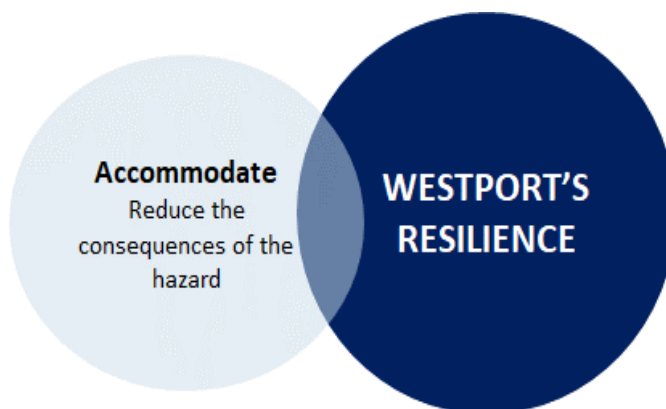 Accommodate
Reduce the
consequences of the
hazard
WESTPORT'S
RESILIENCE